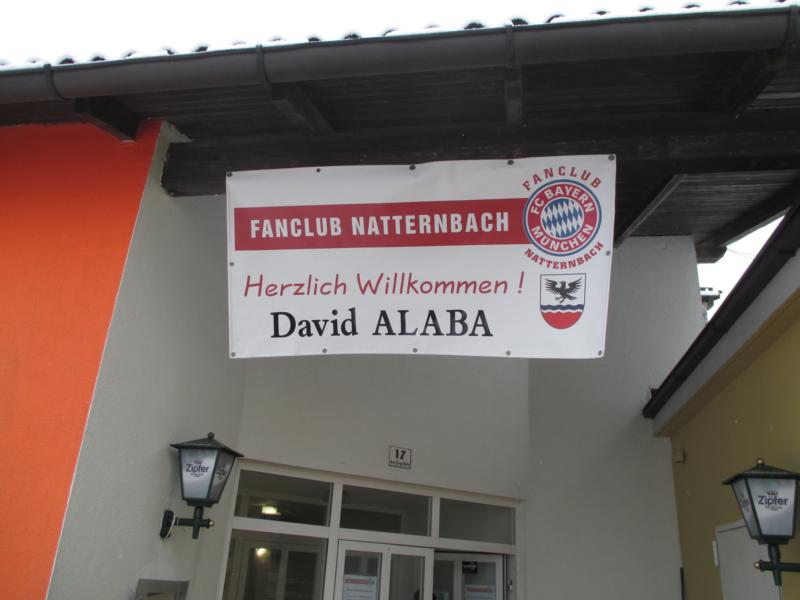 FANCLUB NATTERNBACH
FANCLUB
FC BAYERN
MÜNCHEN
NATTERNBACH
Herzlich Willkommen !
David ALABA
17
Zipfer
Zipfer